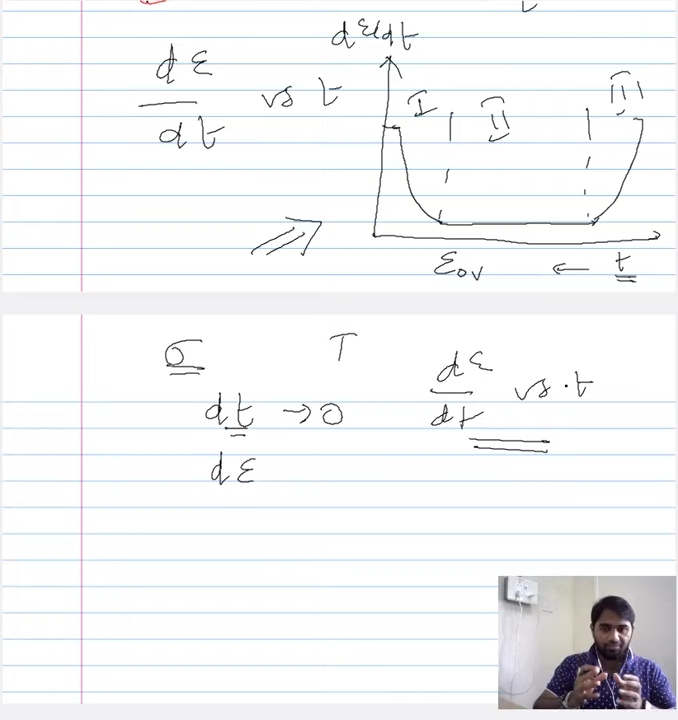 dε/dt
dε
dt
vs t
I
II
III
ε₀v
← t
σ T
dt → 0
dε
dε
dt
vs. t